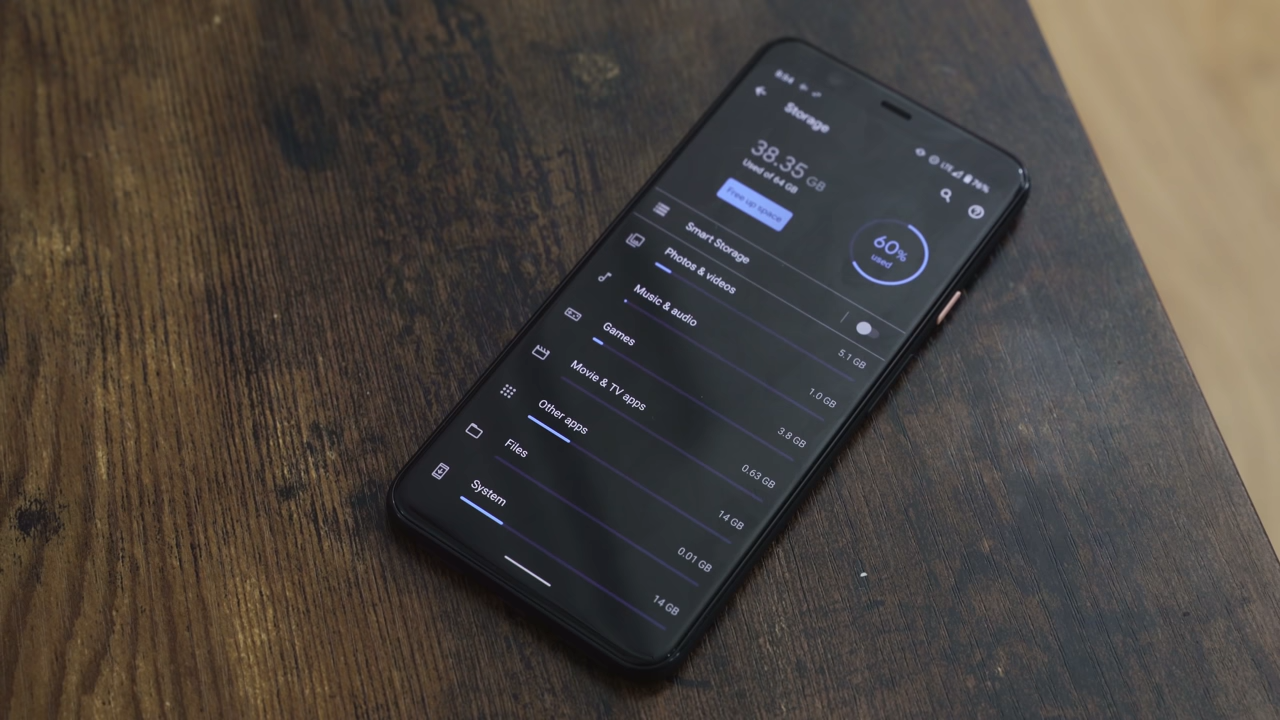 Storage
LTE 76%
38.35 GB
Used of 64 GB
Free up space
60%
used
Smart Storage
Photos & videos
5.1 GB
Music & audio
1.0 GB
Games
3.8 GB
Movie & TV apps
0.63 GB
Other apps
14 GB
Files
0.01 GB
System
14 GB